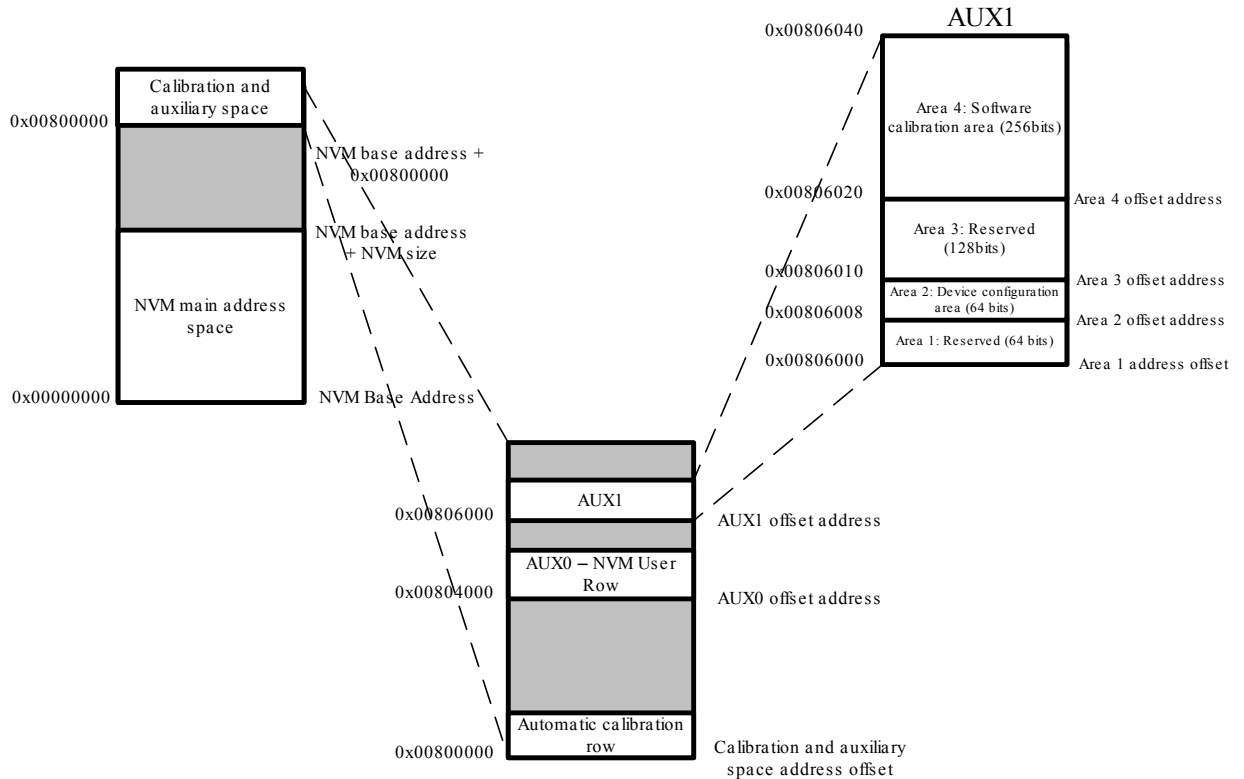 Calibration and
auxiliary space
0x00800000
NVM base address +
0x00800000
NVM base address
+ NVM size
NVM main address
space
0x00000000
NVM Base Address
AUX1
0x00806040
Area 4: Software
calibration area (256bits)
0x00806020
Area 4 offset address
Area 3: Reserved
(128bits)
0x00806010
Area 3 offset address
Area 2: Device configuration
area (64 bits)
0x00806008
Area 2 offset address
Area 1: Reserved (64 bits)
0x00806000
Area 1 address offset
AUX1
0x00806000
AUX1 offset address
AUX0 – NVM User
Row
0x00804000
AUX0 offset address
Automatic calibration
row
0x00800000
Calibration and auxiliary
space address offset